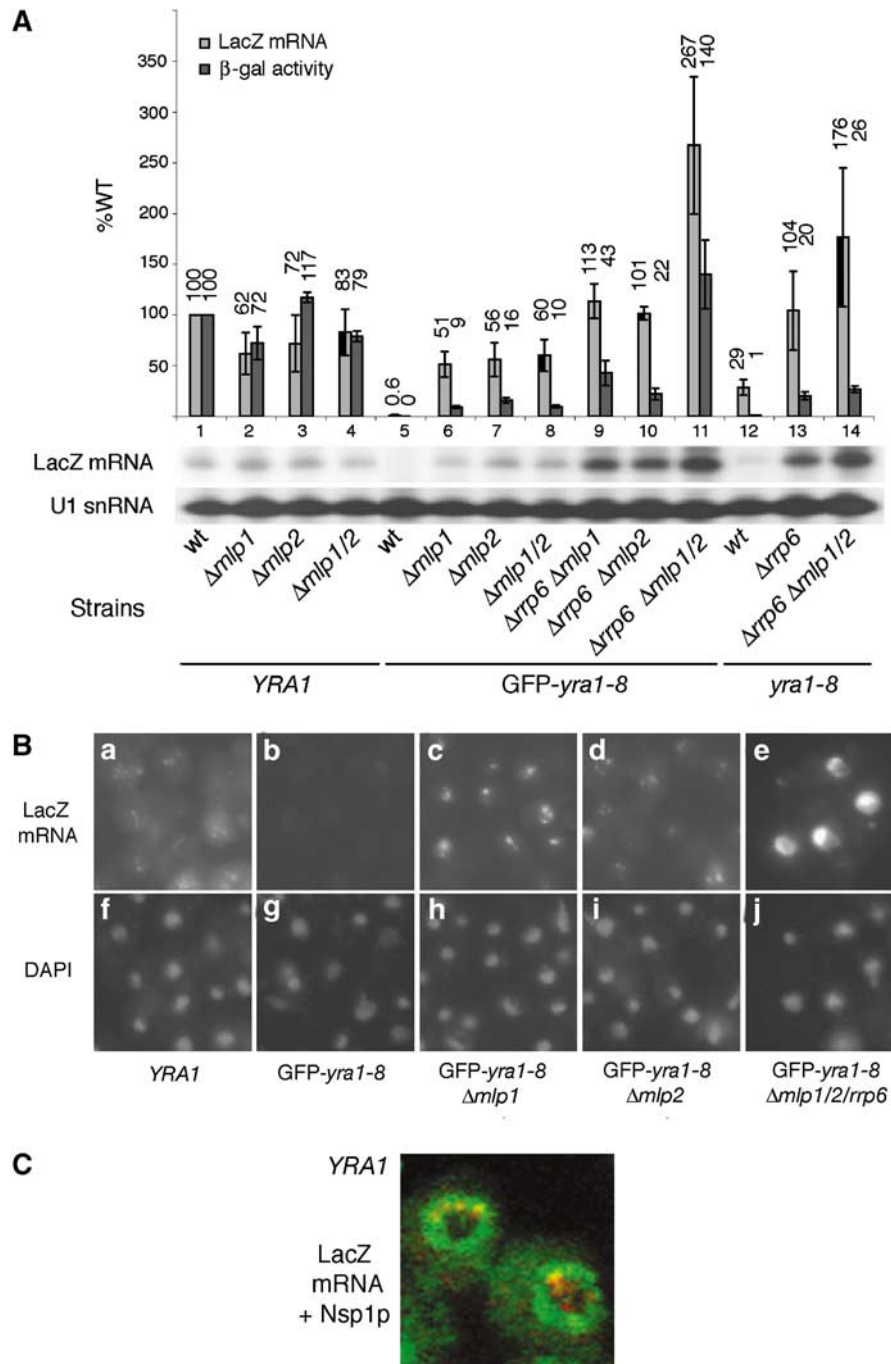 A
LacZ mRNA
β-gal activity
%WT
350
300
250
200
150
100
50
100 100
62 72
72 117
83 79
0.6 0
51 9
56 16
60 10
113 43
101 22
267 140
29 1
104 20
176 26
1 2 3 4 5 6 7 8 9 10 11 12 13 14
LacZ mRNA
U1 snRNA
Strains
wt
Δmlp1
Δmlp2
Δmlp1/2
wt
Δmlp1
Δmlp2
Δmlp1/2
Δrrp6 Δmlp1
Δrrp6 Δmlp2
Δrrp6 Δmlp1/2
wt
Δrrp6
Δrrp6 Δmlp1/2
YRA1
GFP-yra1-8
yra1-8
B
LacZ
mRNA
a b c d e
DAPI
f g h i j
YRA1
GFP-yra1-8
GFP-yra1-8
Δmlp1
GFP-yra1-8
Δmlp2
GFP-yra1-8
Δmlp1/2/rrp6
C
YRA1
LacZ
mRNA
+ Nsp1p